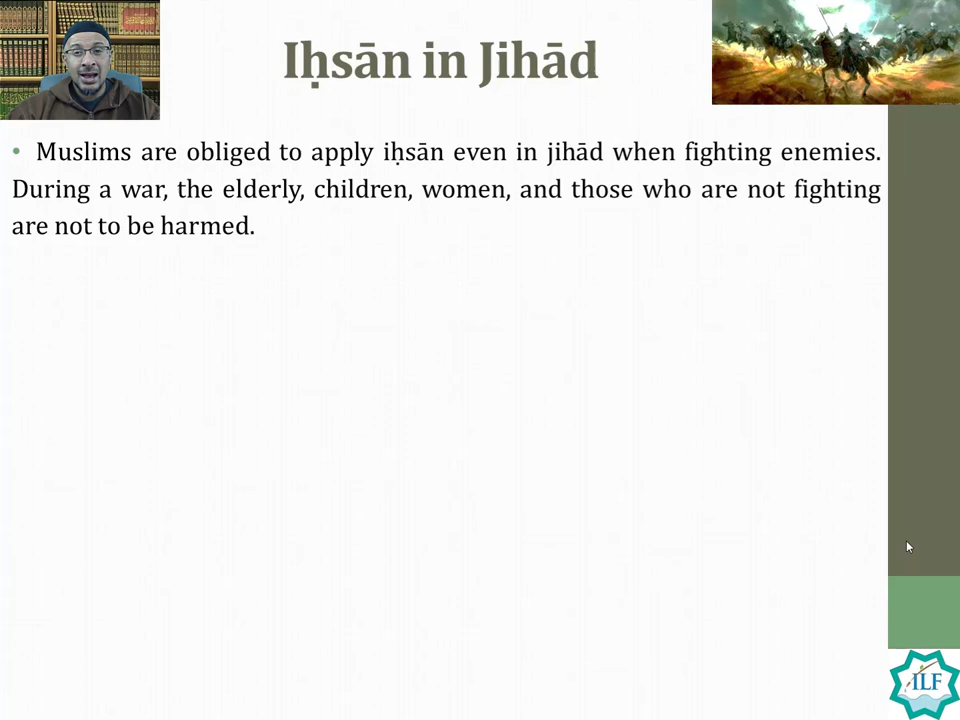 Iḥsān in Jihād
• Muslims are obliged to apply iḥsān even in jihād when fighting enemies.
During a war, the elderly, children, women, and those who are not fighting
are not to be harmed.
ILF